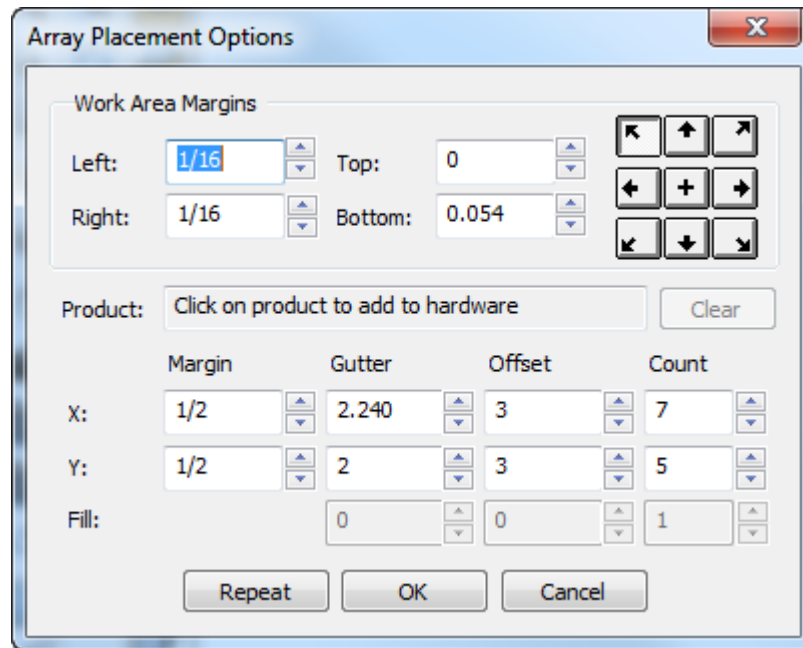 Array Placement Options
Work Area Margins
Left: 1/16 Top: 0
Right: 1/16 Bottom: 0.054
Product: Click on product to add to hardware Clear
Margin Gutter Offset Count
X: 1/2 2.240 3 7
Y: 1/2 2 3 5
Fill: 0 0 1
Repeat OK Cancel